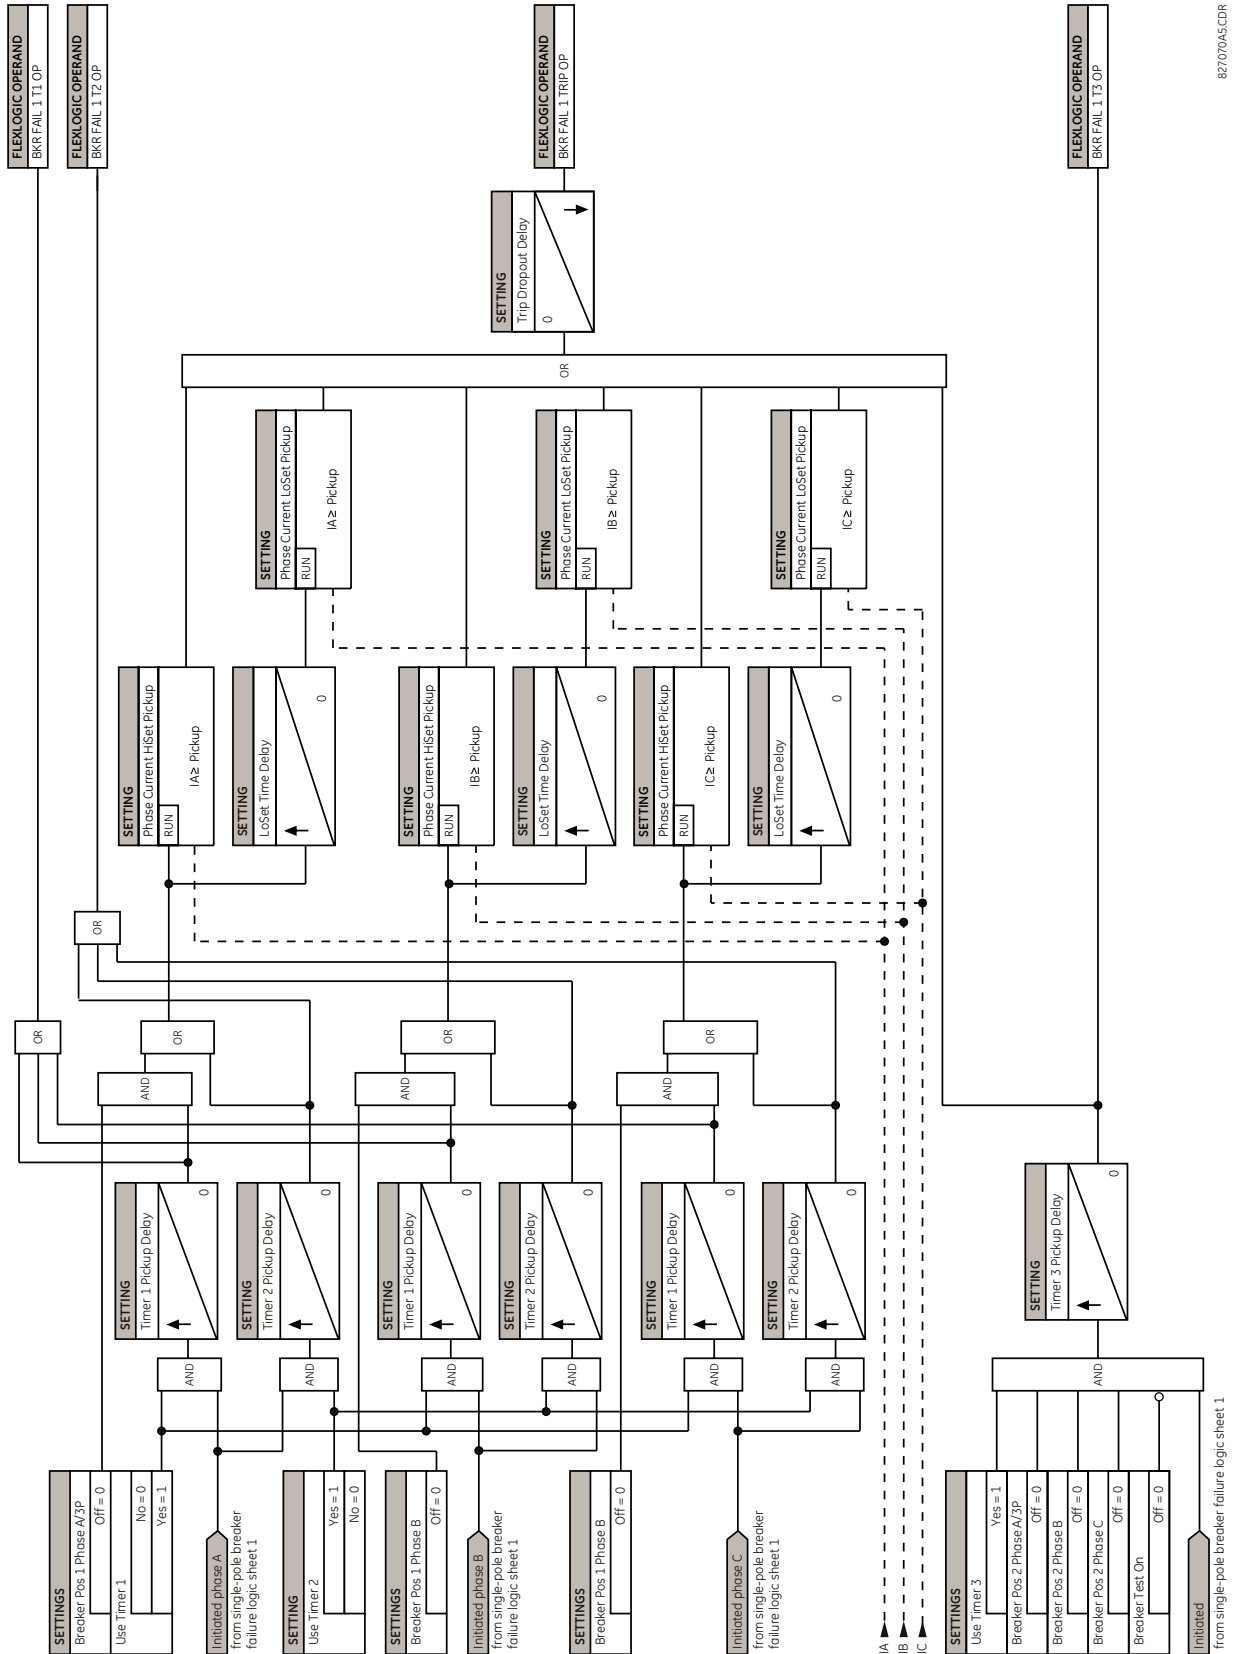 SETTINGS
Breaker Pos 1 Phase A/3P
Off = 0
Use Timer 1
No = 0
Yes = 1
Initiated phase A
from single-pole breaker
failure logic sheet 1
SETTING
Use Timer 2
Yes = 1
No = 0
SETTINGS
Breaker Pos 1 Phase B
Off = 0
Initiated phase B
from single-pole breaker
failure logic sheet 1
SETTINGS
Breaker Pos 1 Phase B
Off = 0
Initiated phase C
from single-pole breaker
failure logic sheet 1
IA
IB
IC
SETTINGS
Use Timer 3
Yes = 1
Breaker Pos 2 Phase A/3P
Off = 0
Breaker Pos 2 Phase B
Off = 0
Breaker Pos 2 Phase C
Off = 0
Breaker Test On
Off = 0
Initiated
from single-pole breaker failure logic sheet 1
AND
AND
AND
AND
AND
AND
AND
SETTING
Timer 1 Pickup Delay
0
SETTING
Timer 2 Pickup Delay
0
SETTING
Timer 1 Pickup Delay
0
SETTING
Timer 2 Pickup Delay
0
SETTING
Timer 1 Pickup Delay
0
SETTING
Timer 2 Pickup Delay
0
SETTING
Timer 3 Pickup Delay
0
AND
AND
AND
OR
OR
OR
OR
OR
SETTING
Phase Current HiSet Pickup
RUN
IA ≥ Pickup
SETTING
LoSet Time Delay
0
SETTING
Phase Current HiSet Pickup
RUN
IB ≥ Pickup
SETTING
LoSet Time Delay
0
SETTING
Phase Current HiSet Pickup
RUN
IC ≥ Pickup
SETTING
LoSet Time Delay
0
SETTING
Phase Current LoSet Pickup
RUN
IA ≥ Pickup
SETTING
Phase Current LoSet Pickup
RUN
IB ≥ Pickup
SETTING
Phase Current LoSet Pickup
RUN
IC ≥ Pickup
OR
SETTING
Trip Dropout Delay
0
FLEXLOGIC OPERAND
BKR FAIL 1 T1 OP
FLEXLOGIC OPERAND
BKR FAIL 1 T2 OP
FLEXLOGIC OPERAND
BKR FAIL 1 TRIP OP
FLEXLOGIC OPERAND
BKR FAIL 1 T3 OP
827070A5.CDR